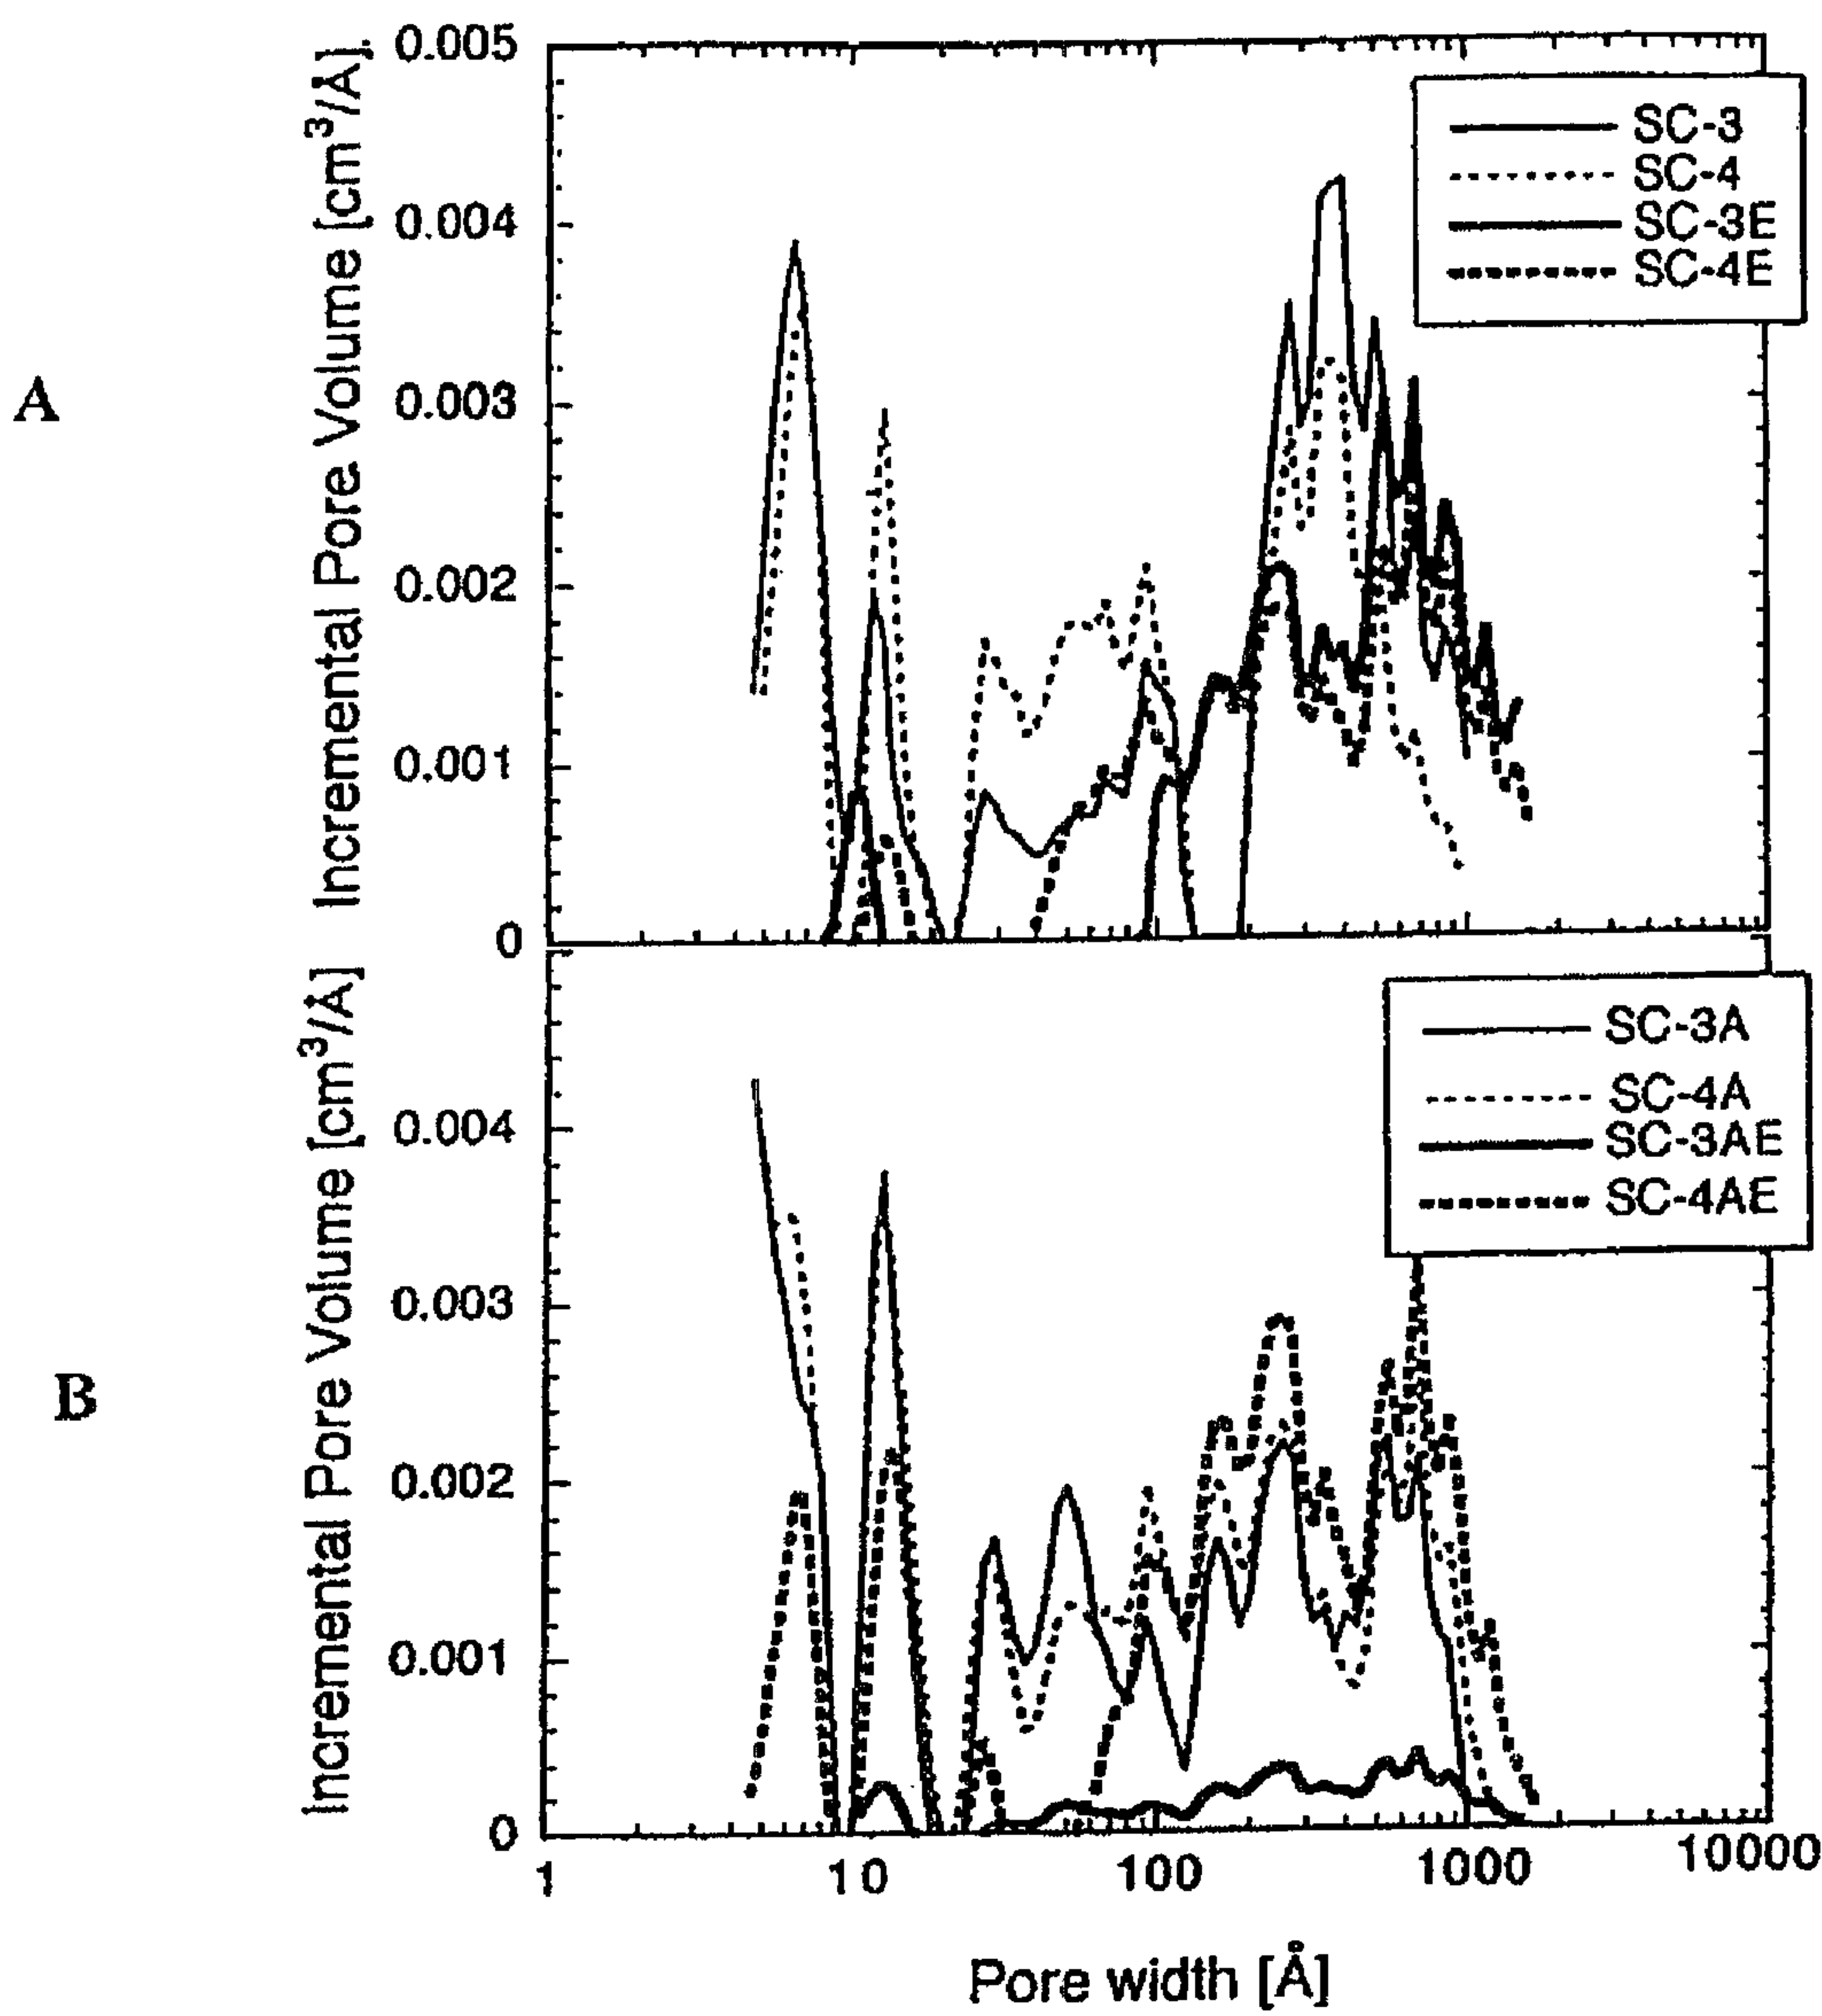 A
Incremental Pore Volume [cm³/Å].
0.005
0.004
0.003
0.002
0.001
0
SC-3
SC-4
SC-3E
SC-4E
B
Incremental Pore Volume [cm³/Å]
0.004
0.003
0.002
0.001
0
SC-3A
SC-4A
SC-3AE
SC-4AE
1 10 100 1000 10000
Pore width [Å]